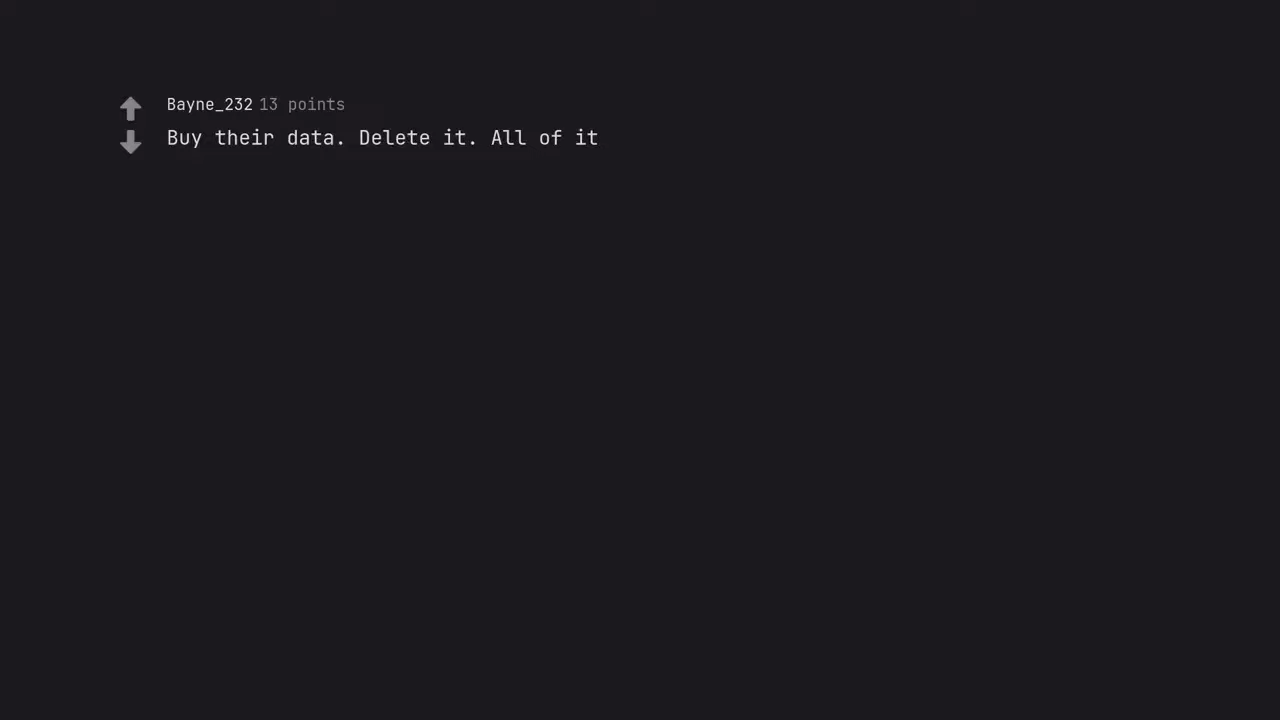 Bayne_232 13 points
Buy their data. Delete it. All of it